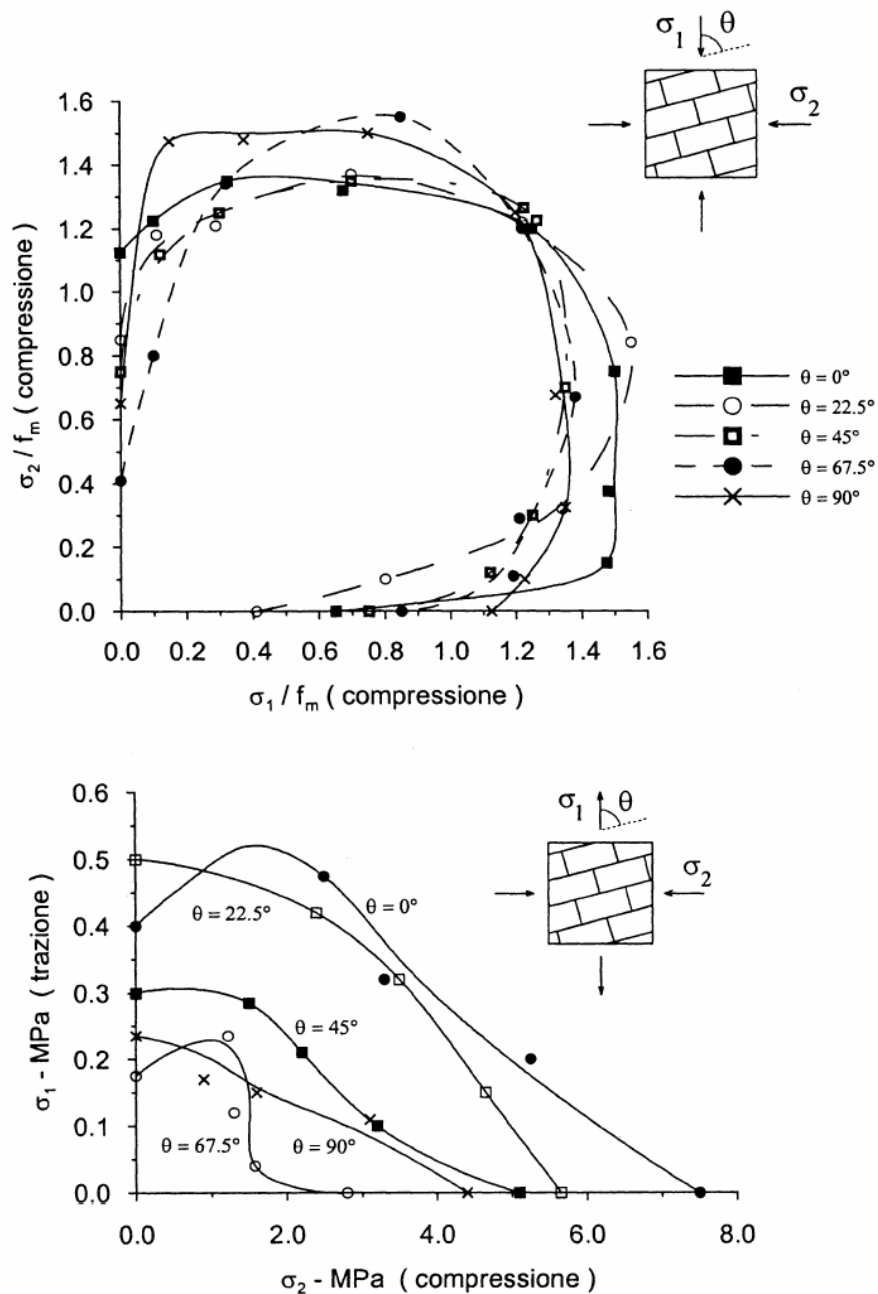 σ1 θ
σ2
1.6
1.4
1.2
1.0
0.8
0.6
0.4
0.2
0.0
σ2 / fm ( compressione )
0.0 0.2 0.4 0.6 0.8 1.0 1.2 1.4 1.6
σ1 / fm ( compressione )
θ = 0°
θ = 22.5°
θ = 45°
θ = 67.5°
θ = 90°
σ1 θ
σ2
0.6
0.5
0.4
0.3
0.2
0.1
0.0
σ1 - MPa ( trazione )
θ = 22.5°
θ = 0°
θ = 45°
θ = 67.5°
θ = 90°
0.0 2.0 4.0 6.0 8.0
σ2 - MPa ( compressione )